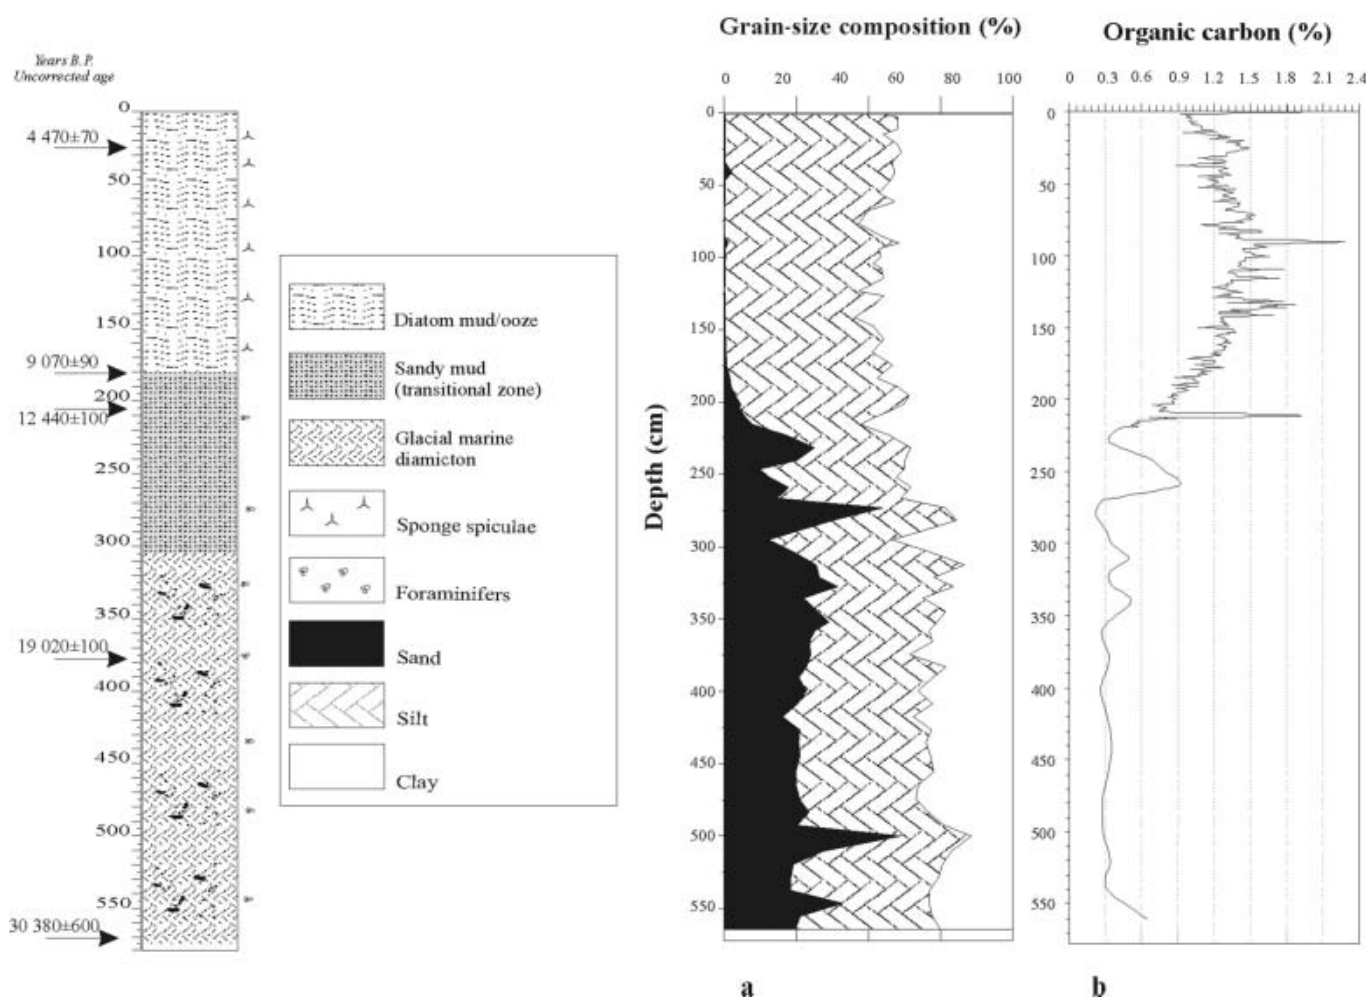 Years B.P.
Uncorrected age
0
4 470±70
50
100
150
9 070±90
200
12 440±100
250
300
350
19 020±100
400
450
500
550
30 380±600
Diatom mud/ooze
Sandy mud
(transitional zone)
Glacial marine
diamicton
Sponge spiculae
Foraminifers
Sand
Silt
Clay
Grain-size composition (%)
0 20 40 60 80 100
Depth (cm)
0
50
100
150
200
250
300
350
400
450
500
550
a
Organic carbon (%)
0 0.3 0.6 0.9 1.2 1.5 1.8 2.1 2.4
0
50
100
150
200
250
300
350
400
450
500
550
b